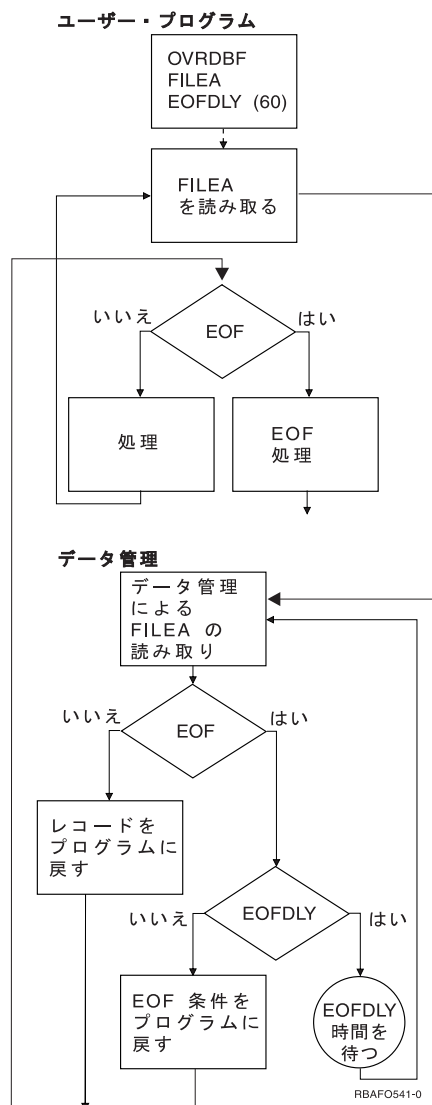 ユーザー・プログラム
OVRDBF
FILEA
EOFDLY (60)
FILEA
を読み取る
いいえ
EOF
はい
処理
EOF
処理
データ管理
データ管理
による
FILEA の
読み取り
いいえ
EOF
はい
レコードを
プログラムに
戻す
いいえ
EOFDLY
はい
EOF 条件を
プログラムに
戻す
EOFDLY
時間を
待つ
RBAFO541-0